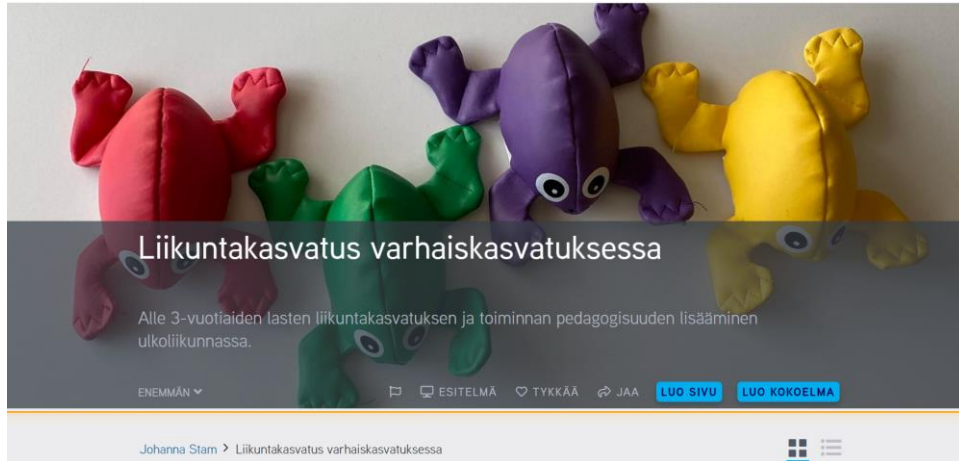 Liikuntakasvatus varhaiskasvatuksessa
Alle 3-vuotiaiden lasten liikuntakasvatuksen ja toiminnan pedagogisuuden lisääminen
ulkoliikunnassa.
ENEMMÄN ESITELMÄ TYKKÄÄ JAA LUO SIVU LUO KOKOELMA
Johanna Stam > Liikuntakasvatus varhaiskasvatuksessa